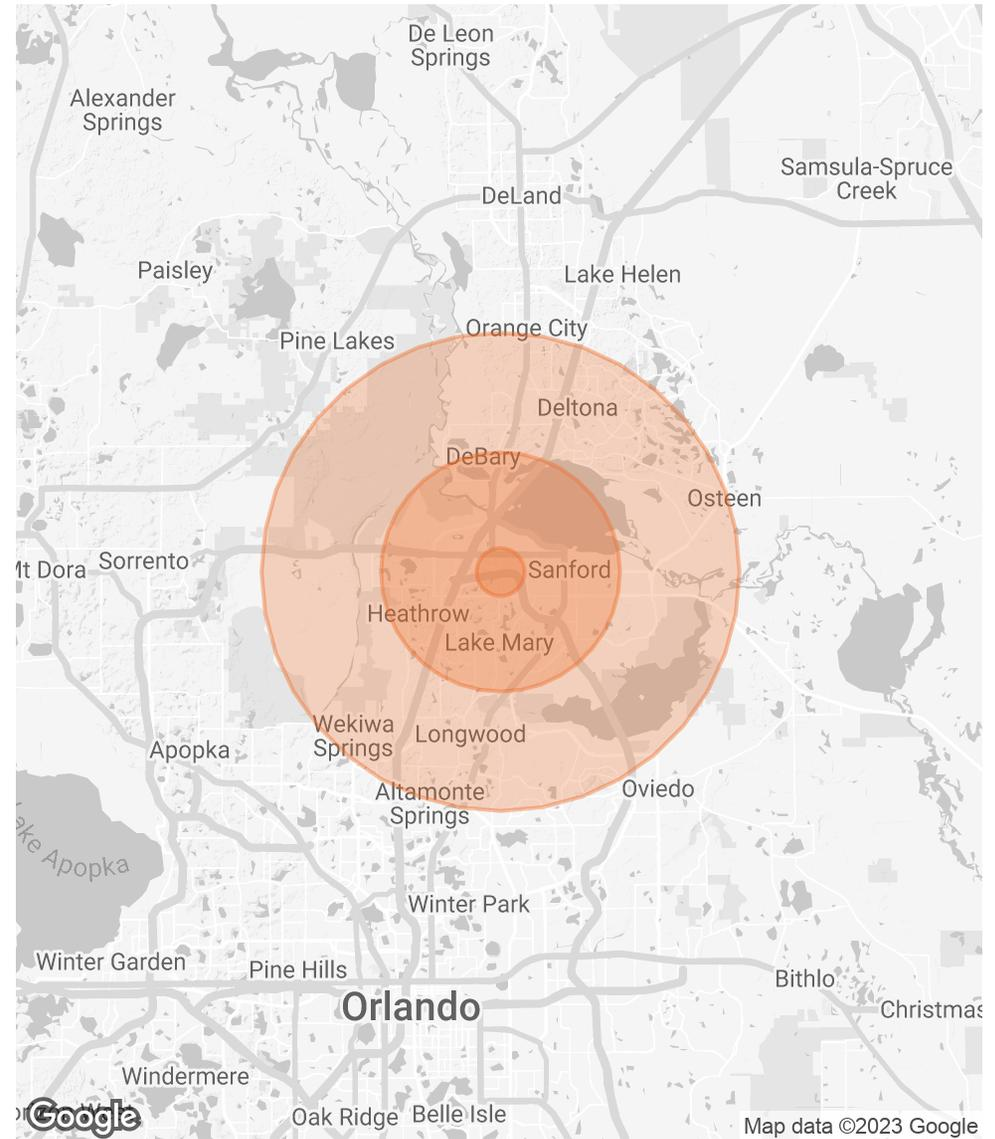 De Leon
Springs
Alexander
Springs
Samsula-Spruce
Creek
DeLand
Paisley
Lake Helen
Orange City
Pine Lakes
Deltona
DeBary
Osteen
Sorrento
Mt Dora
Sanford
Heathrow
Lake Mary
Wekiwa
Springs
Longwood
Apopka
Altamonte
Springs
Oviedo
Lake Apopka
Winter Park
Winter Garden
Pine Hills
Bithlo
Orlando
Christmas
Windermere
Oak Ridge
Belle Isle
Google
Map data ©2023 Google